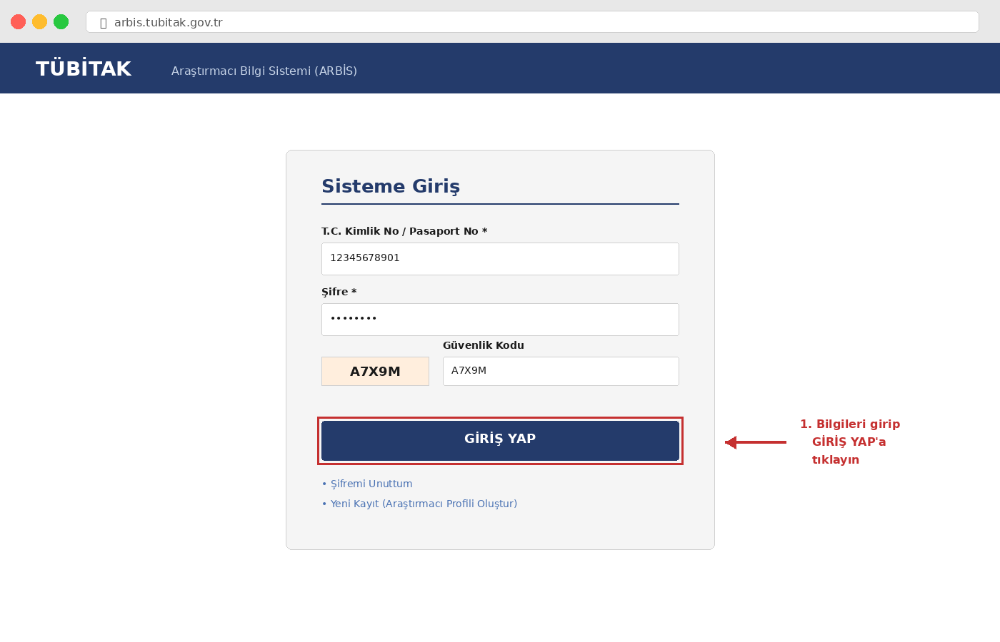 arbis.tubitak.gov.tr
TÜBİTAK
Araştırmacı Bilgi Sistemi (ARBİS)
Sisteme Giriş
T.C. Kimlik No / Pasaport No *
12345678901
Şifre *
••••••••
Güvenlik Kodu
A7X9M
A7X9M
GİRİŞ YAP
1. Bilgileri girip
GİRİŞ YAP'a
tıklayın
• Şifremi Unuttum
• Yeni Kayıt (Araştırmacı Profili Oluştur)